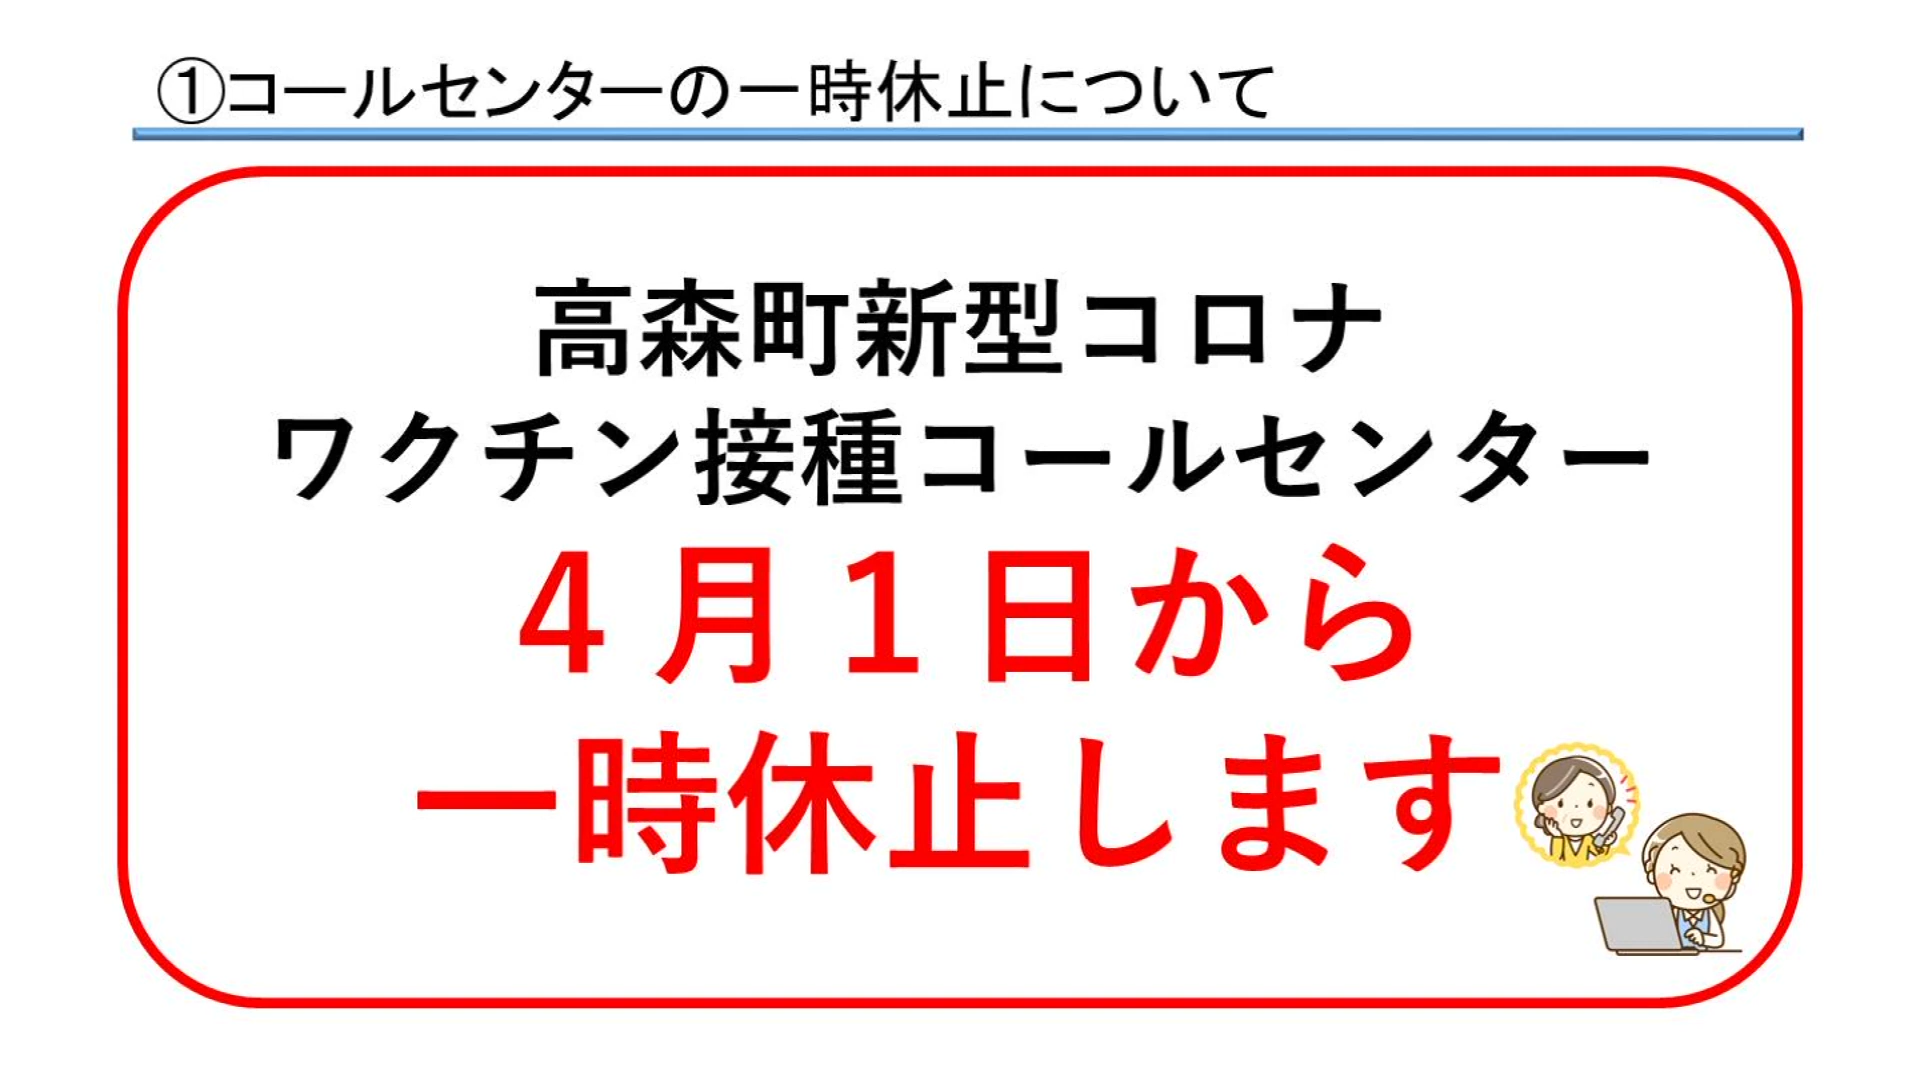 ①コールセンターの一時休止について
高森町新型コロナ
ワクチン接種コールセンター
４月１日から
一時休止します